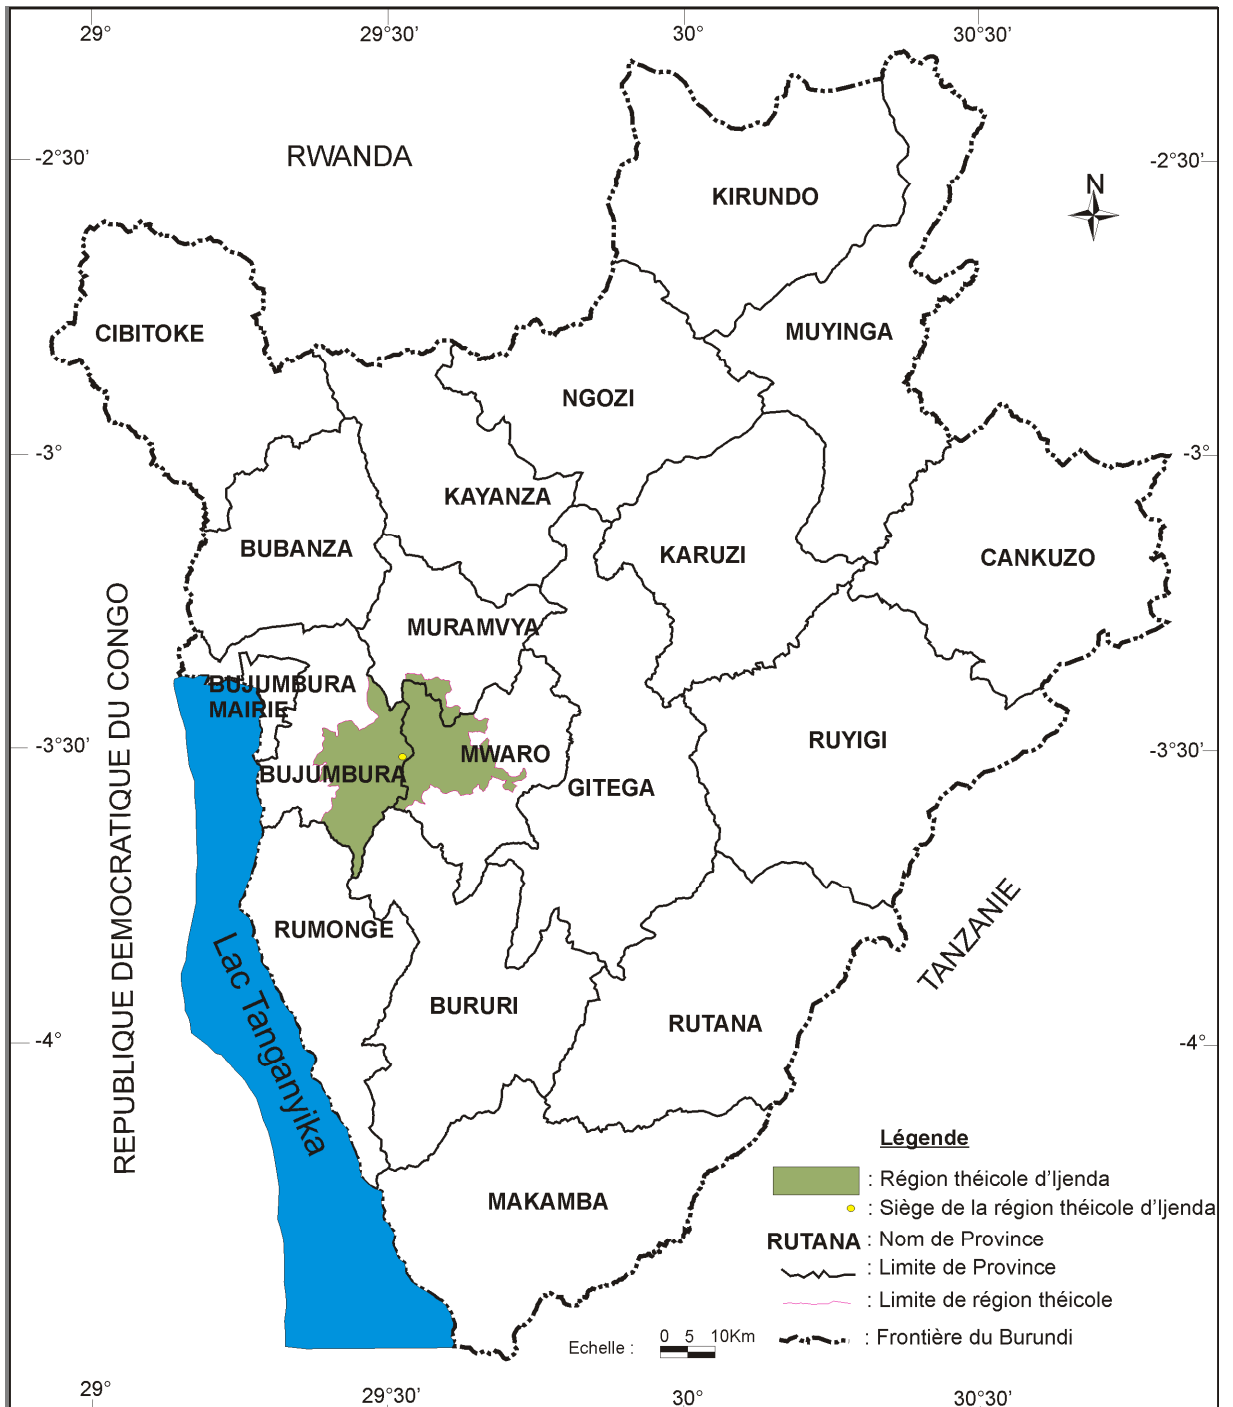 29°
29°30'
30°
30°30'
-2°30'
RWANDA
-2°30'
N
KIRUNDO
CIBITOKE
MUYINGA
NGOZI
-3°
-3°
KAYANZA
BUBANZA
KARUZI
CANKUZO
REPUBLIQUE DEMOCRATIQUE DU CONGO
MURAMVYA
BUJUMBURA
MAIRIE
-3°30'
-3°30'
RUYIGI
MWARO
BUJUMBURA
GITEGA
RUMONGE
TANZANIE
Lac Tanganyika
BURURI
RUTANA
-4°
-4°
MAKAMBA
Légende
: Région théicole d'Ijenda
: Siège de la région théicole d'Ijenda
RUTANA : Nom de Province
: Limite de Province
: Limite de région théicole
: Frontière du Burundi
Echelle :
0 5 10Km
29°
29°30'
30°
30°30'